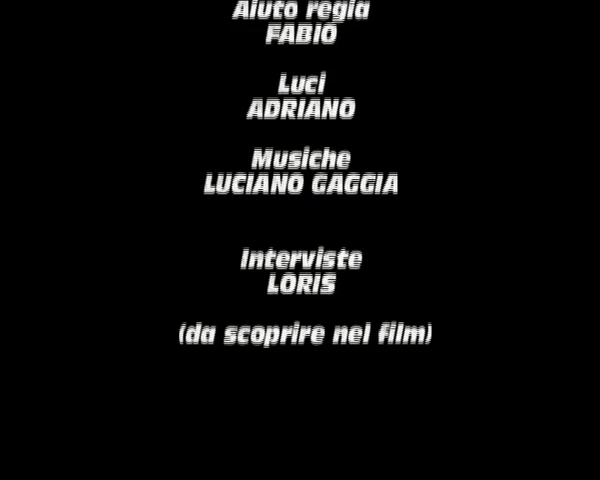 Aiuto regia
FABIO
Luci
ADRIANO
Musiche
LUCIANO GAGGIA
Interviste
LORIS
(da scoprire nel film)